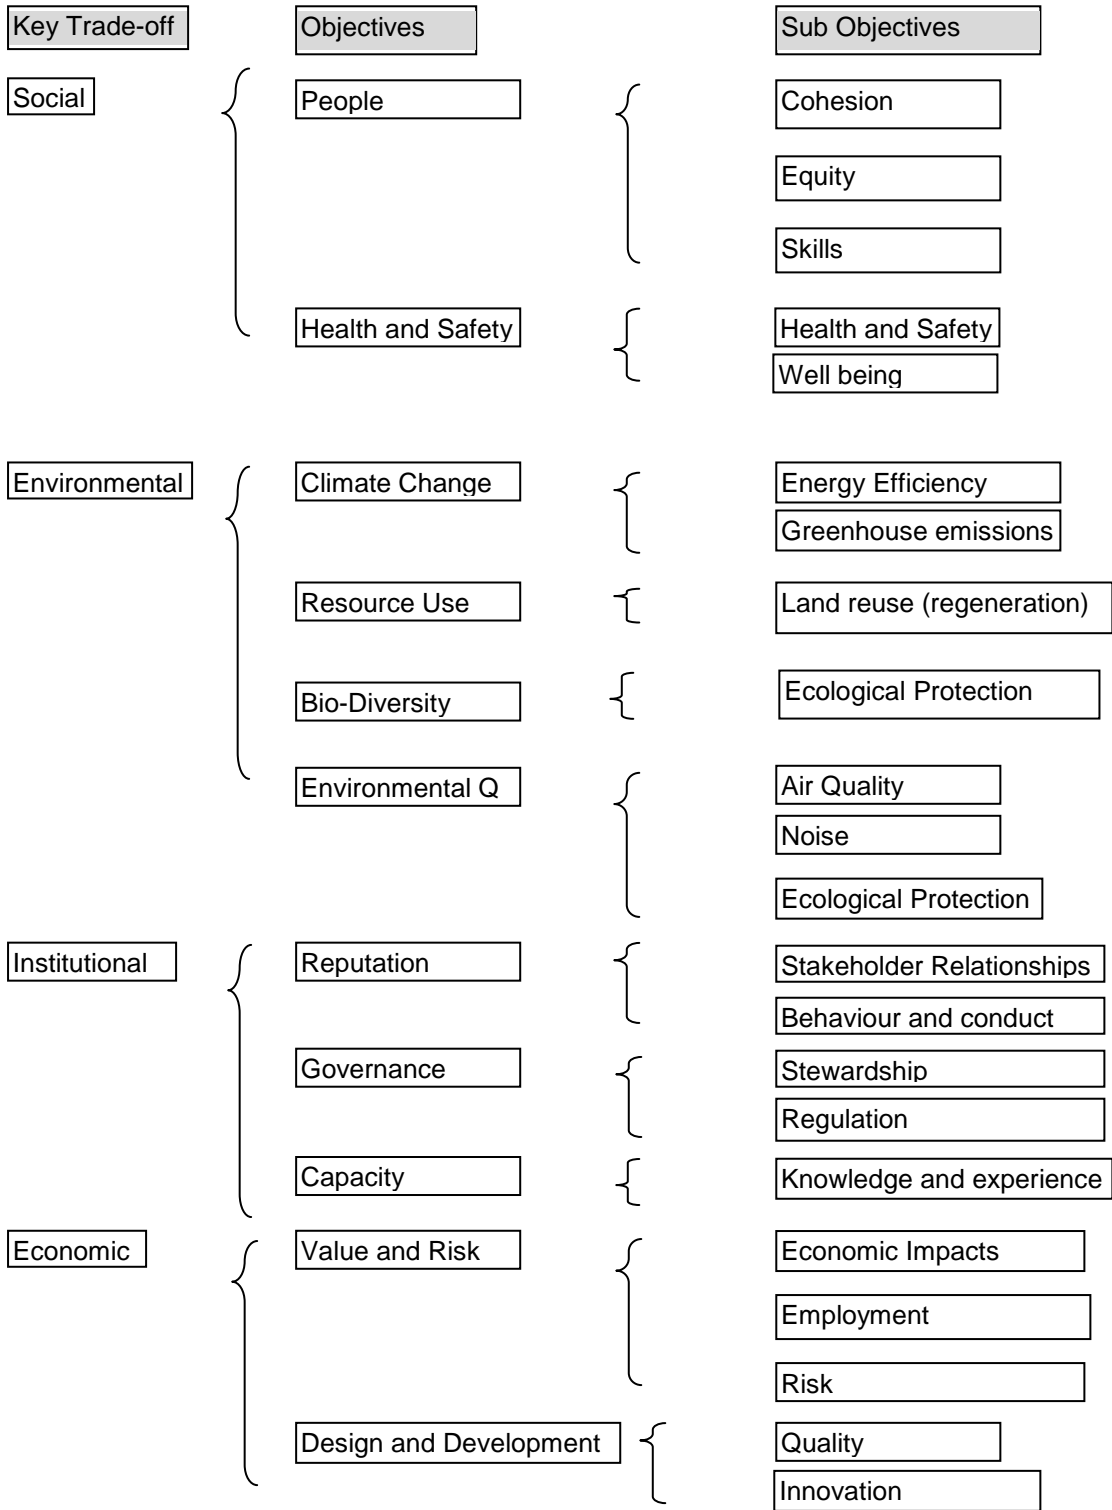 Key Trade-off Objectives Sub Objectives
Social People Cohesion
Equity
Skills
Health and Safety Health and Safety
Well being
Environmental Climate Change Energy Efficiency
Greenhouse emissions
Resource Use Land reuse (regeneration)
Bio-Diversity Ecological Protection
Environmental Q Air Quality
Noise
Ecological Protection
Institutional Reputation Stakeholder Relationships
Behaviour and conduct
Governance Stewardship
Regulation
Capacity Knowledge and experience
Economic Value and Risk Economic Impacts
Employment
Risk
Design and Development Quality
Innovation